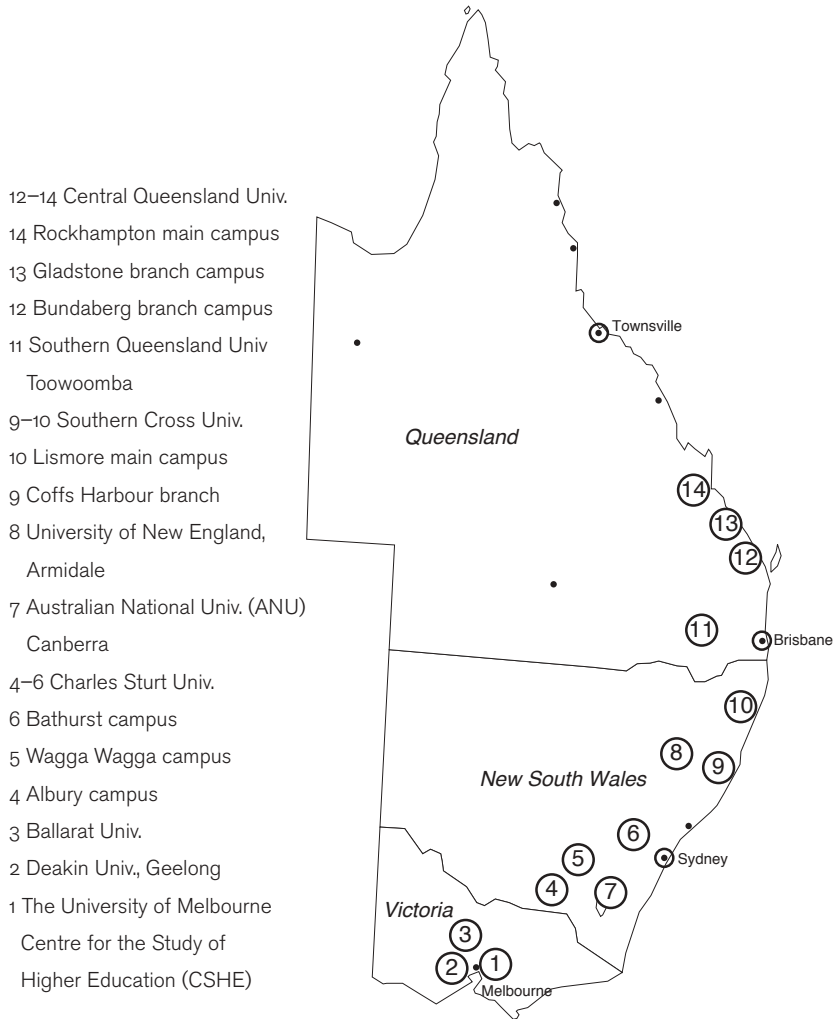 12–14 Central Queensland Univ.
14 Rockhampton main campus
13 Gladstone branch campus
12 Bundaberg branch campus
11 Southern Queensland Univ
Toowoomba
9–10 Southern Cross Univ.
10 Lismore main campus
9 Coffs Harbour branch
8 University of New England,
Armidale
7 Australian National Univ. (ANU)
Canberra
4–6 Charles Sturt Univ.
6 Bathurst campus
5 Wagga Wagga campus
4 Albury campus
3 Ballarat Univ.
2 Deakin Univ., Geelong
1 The University of Melbourne
Centre for the Study of
Higher Education (CSHE)
Townsville
Queensland
14
13
12
11
Brisbane
10
8
9
New South Wales
6
5
Sydney
4
7
Victoria
3
2
1
Melbourne